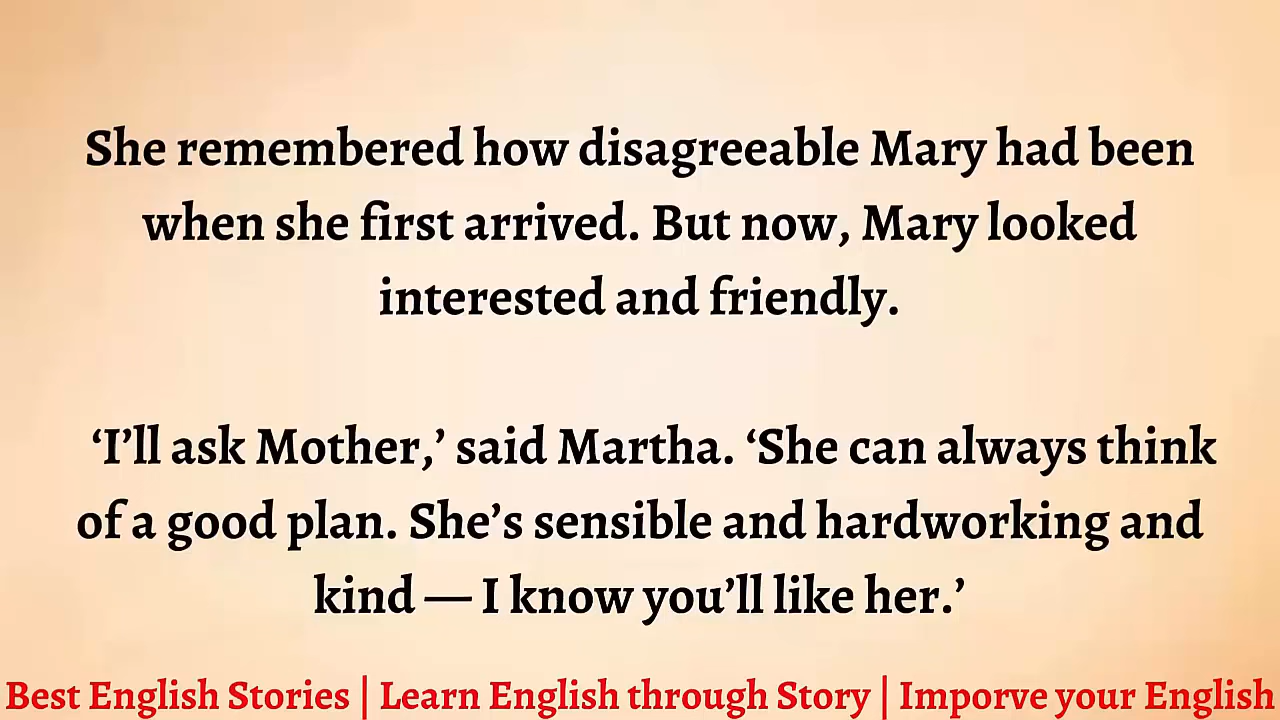 She remembered how disagreeable Mary had been
when she first arrived. But now, Mary looked
interested and friendly.
‘I’ll ask Mother,’ said Martha. ‘She can always think
of a good plan. She’s sensible and hardworking and
kind — I know you’ll like her.’
Best English Stories | Learn English through Story | Imporve your English